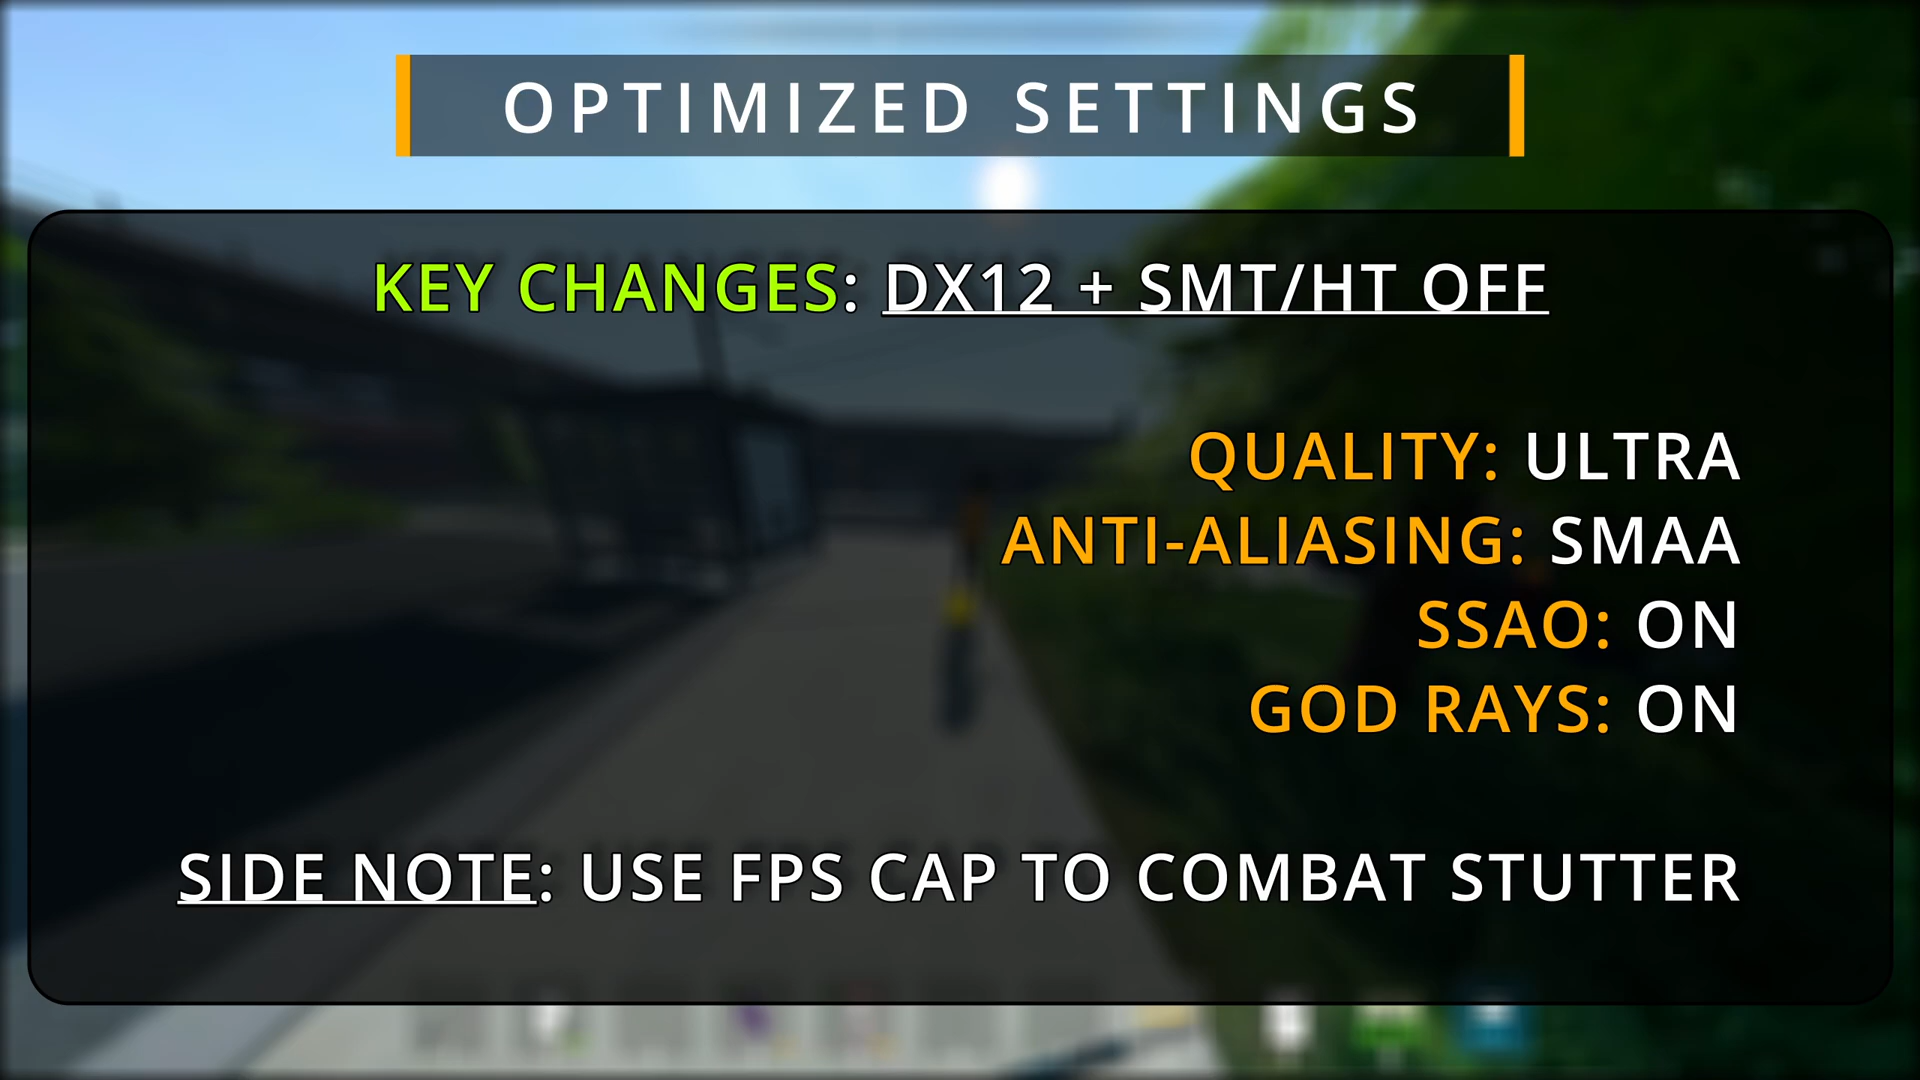 OPTIMIZED SETTINGS
KEY CHANGES: DX12 + SMT/HT OFF
QUALITY: ULTRA
ANTI-ALIASING: SMAA
SSAO: ON
GOD RAYS: ON
SIDE NOTE: USE FPS CAP TO COMBAT STUTTER